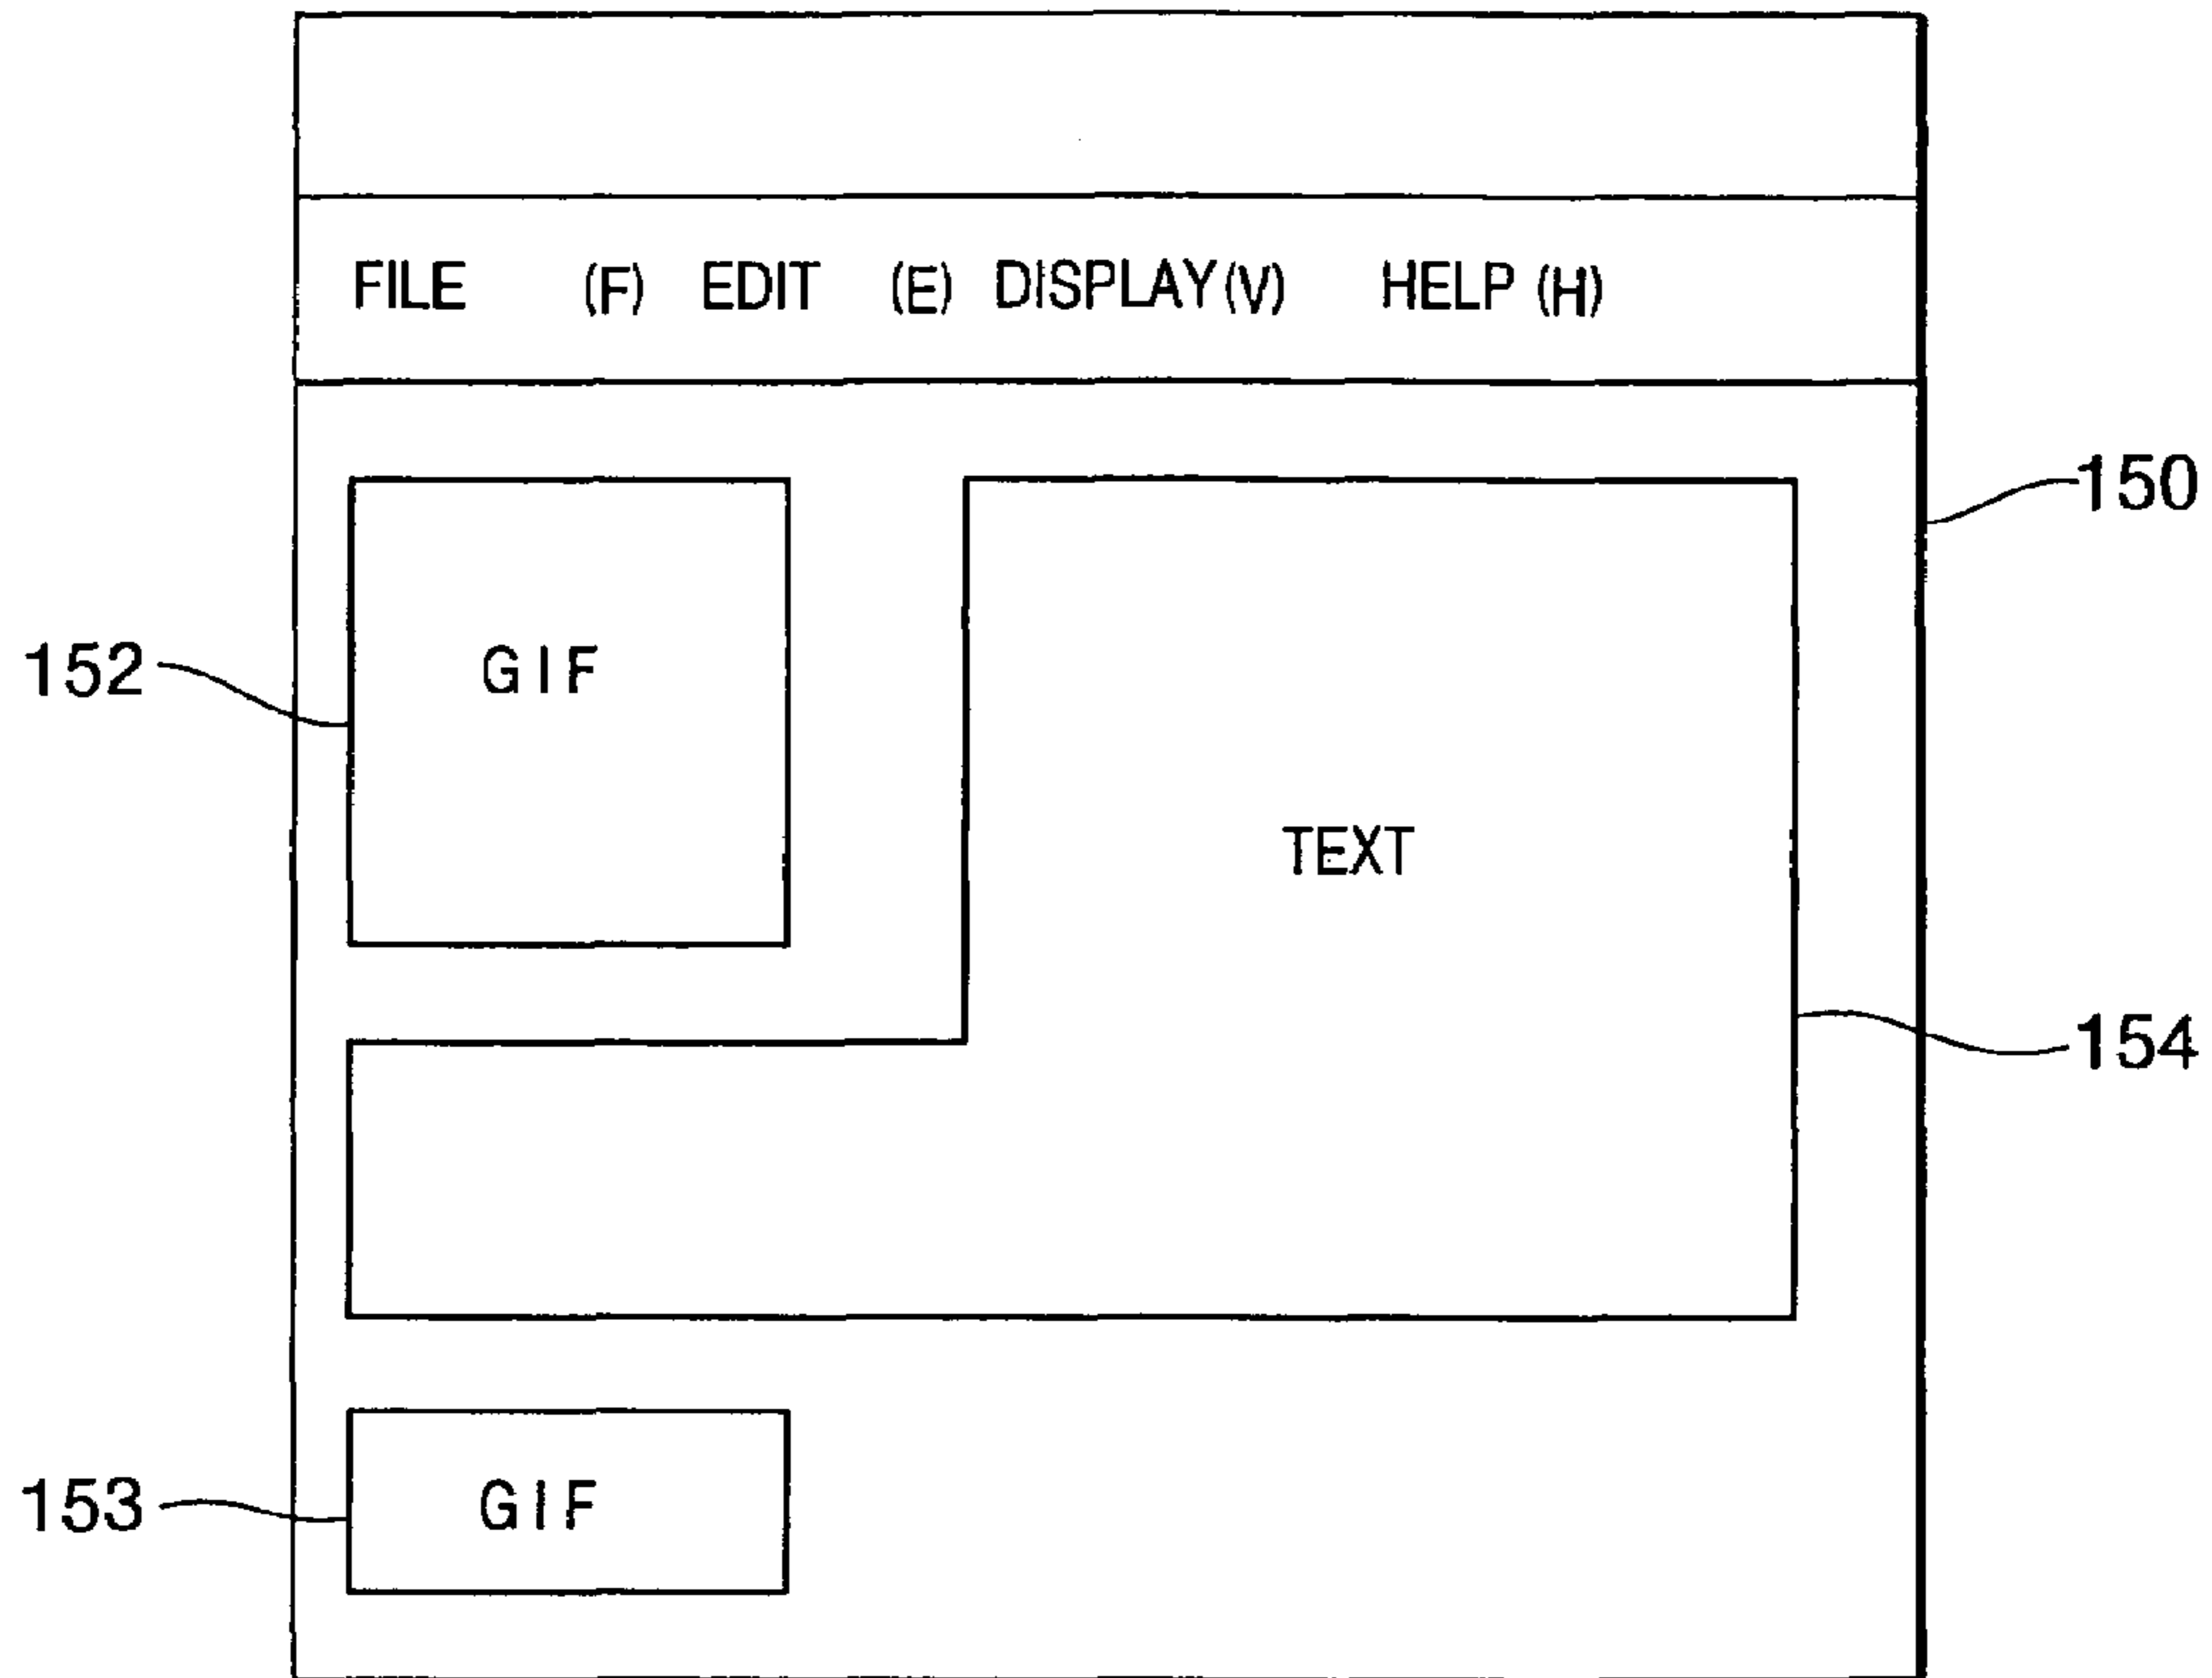 FILE (F) EDIT (E) DISPLAY(V) HELP (H)
150
152
GIF
TEXT
154
153
GIF